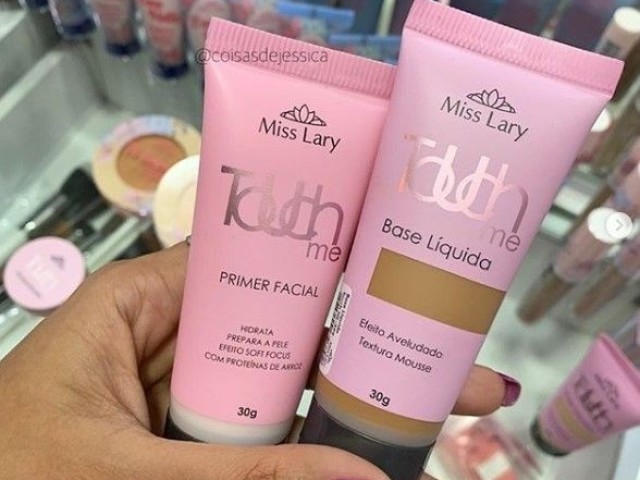 @coisasdejessica
Miss Lary
Touch
me
PRIMER FACIAL
HIDRATA
PREPARA A PELE
EFEITO SOFT FOCUS
COM PROTEÍNAS DE ARROZ
30g
Miss Lary
Touch
me
Base Líquida
Efeito Aveludado
Textura Mousse
30g